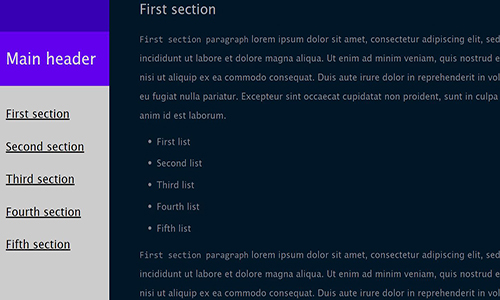 Main header
First section
Second section
Third section
Fourth section
Fifth section
First section
First section paragraph lorem ipsum dolor sit amet, consectetur adipiscing elit,
incididunt ut labore et dolore magna aliqua. Ut enim ad minim veniam, quis nostrud
nisi ut aliquip ex ea commodo consequat. Duis aute irure dolor in reprehenderit in
eu fugiat nulla pariatur. Excepteur sint occaecat cupidatat non proident, sunt in culpa
anim id est laborum.
• First list
• Second list
• Third list
• Fourth list
• Fifth list
First section paragraph lorem ipsum dolor sit amet, consectetur adipiscing elit,
incididunt ut labore et dolore magna aliqua. Ut enim ad minim veniam, quis nostrud
nisi ut aliquip ex ea commodo consequat. Duis aute irure dolor in reprehenderit in